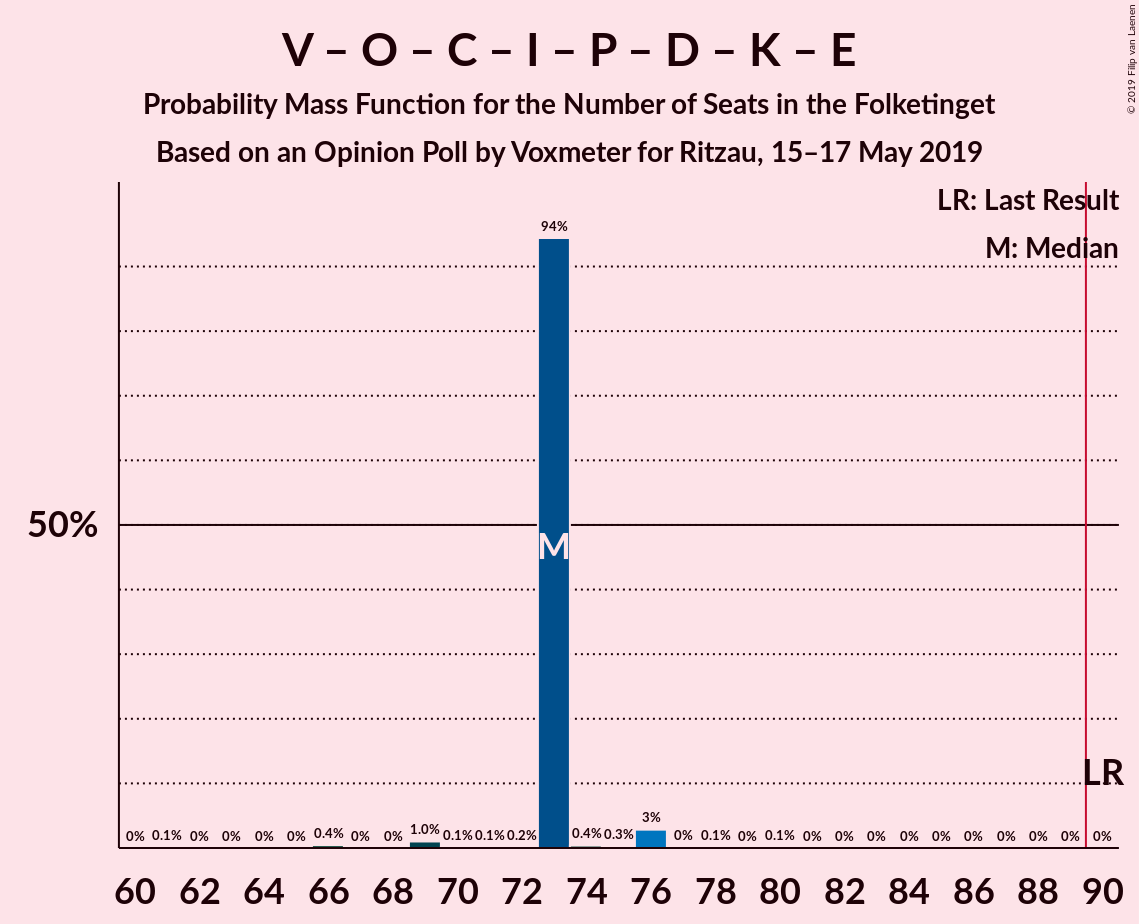 V – O – C – I – P – D – K – E
Probability Mass Function for the Number of Seats in the Folketinget
Based on an Opinion Poll by Voxmeter for Ritzau, 15–17 May 2019
© 2019 Filip van Laenen
LR: Last Result
M: Median
94%
50%
M
LR
0% 0.1% 0% 0% 0% 0% 0.4% 0% 0% 1.0% 0.1% 0.1% 0.2% 0.4% 0.3% 3% 0% 0.1% 0% 0.1% 0% 0% 0% 0% 0% 0% 0% 0% 0% 0%
60 62 64 66 68 70 72 74 76 78 80 82 84 86 88 90